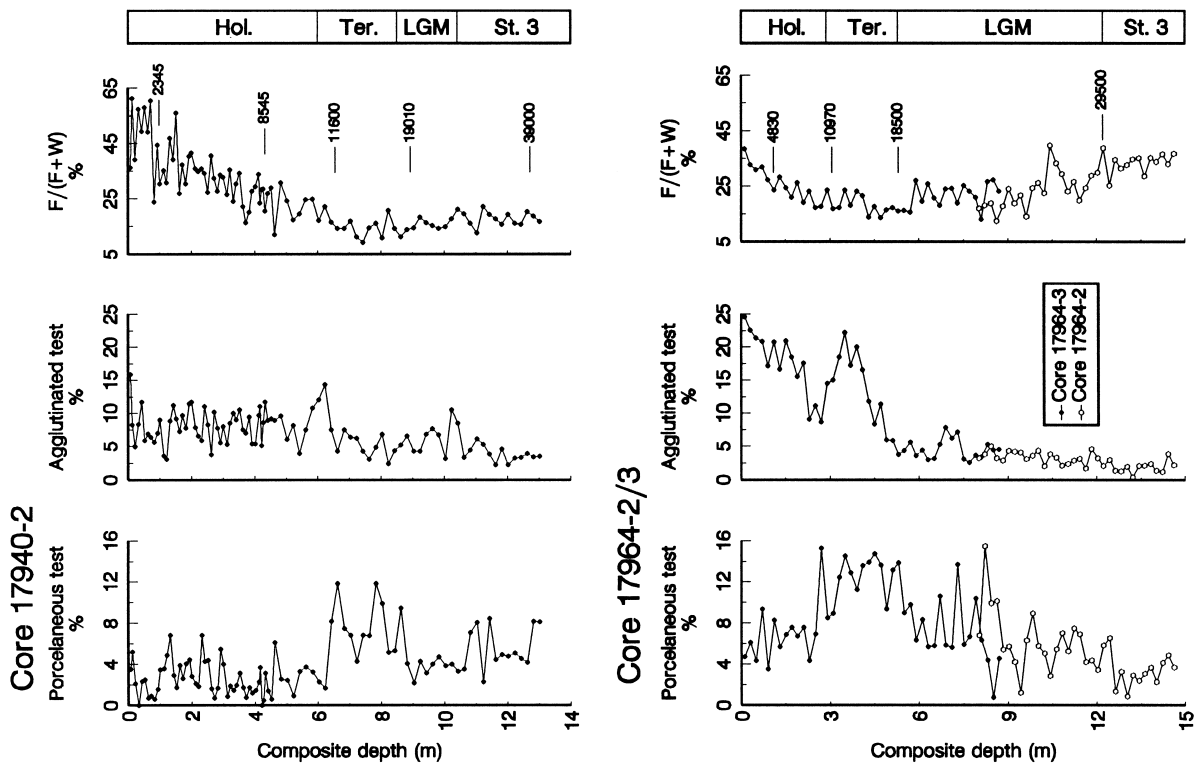 Core 17940-2
Hol.
Ter.
LGM
St. 3
F/(F+W)
%
65
45
25
5
2345
8545
11600
19010
39000
Agglutinated test
%
25
20
15
10
5
0
Porcelaneous test
%
16
12
8
4
0
0 2 4 6 8 10 12 14
Composite depth (m)
Core 17964-2/3
Hol.
Ter.
LGM
St. 3
F/(F+W)
%
65
45
25
5
4830
10970
18500
29500
Agglutinated test
%
25
20
15
10
5
0
Core 17964-3
Core 17964-2
Porcelaneous test
%
16
12
8
4
0
0 3 6 9 12 15
Composite depth (m)